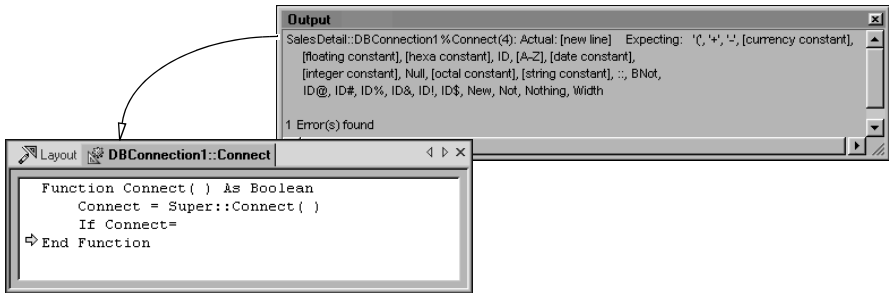 Output
SalesDetail::DBConnection1%Connect(4): Actual: [new line] Expecting: '(', '+', '-', [currency constant],
[floating constant], [hexa constant], ID, [A-Z], [date constant],
[integer constant], Null, [octal constant], [string constant], ::, BNot,
ID@, ID#, ID%, ID&, ID!, ID$, New, Not, Nothing, Width
1 Error(s) found
Layout DBConnection1::Connect
Function Connect( ) As Boolean
Connect = Super::Connect( )
If Connect=
End Function